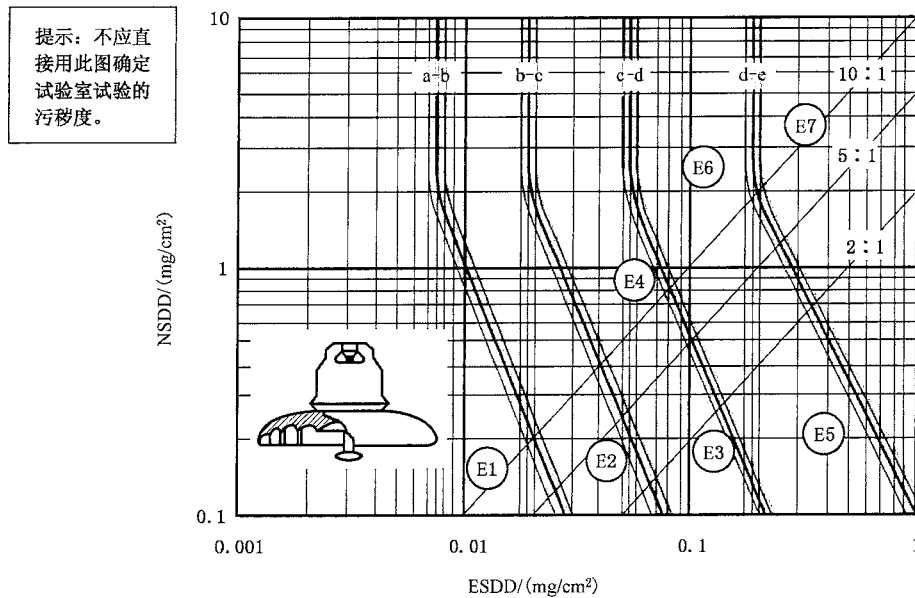 提示：不应直
接用此图确定
试验室试验的
污秽度。
10
a-b
b-c
c-d
d-e
10：1
E7
E6
5：1
2：1
NSDD/(mg/cm²)
1
E4
E1
E2
E3
E5
0.1
0.001
0.01
0.1
1
ESDD/(mg/cm²)